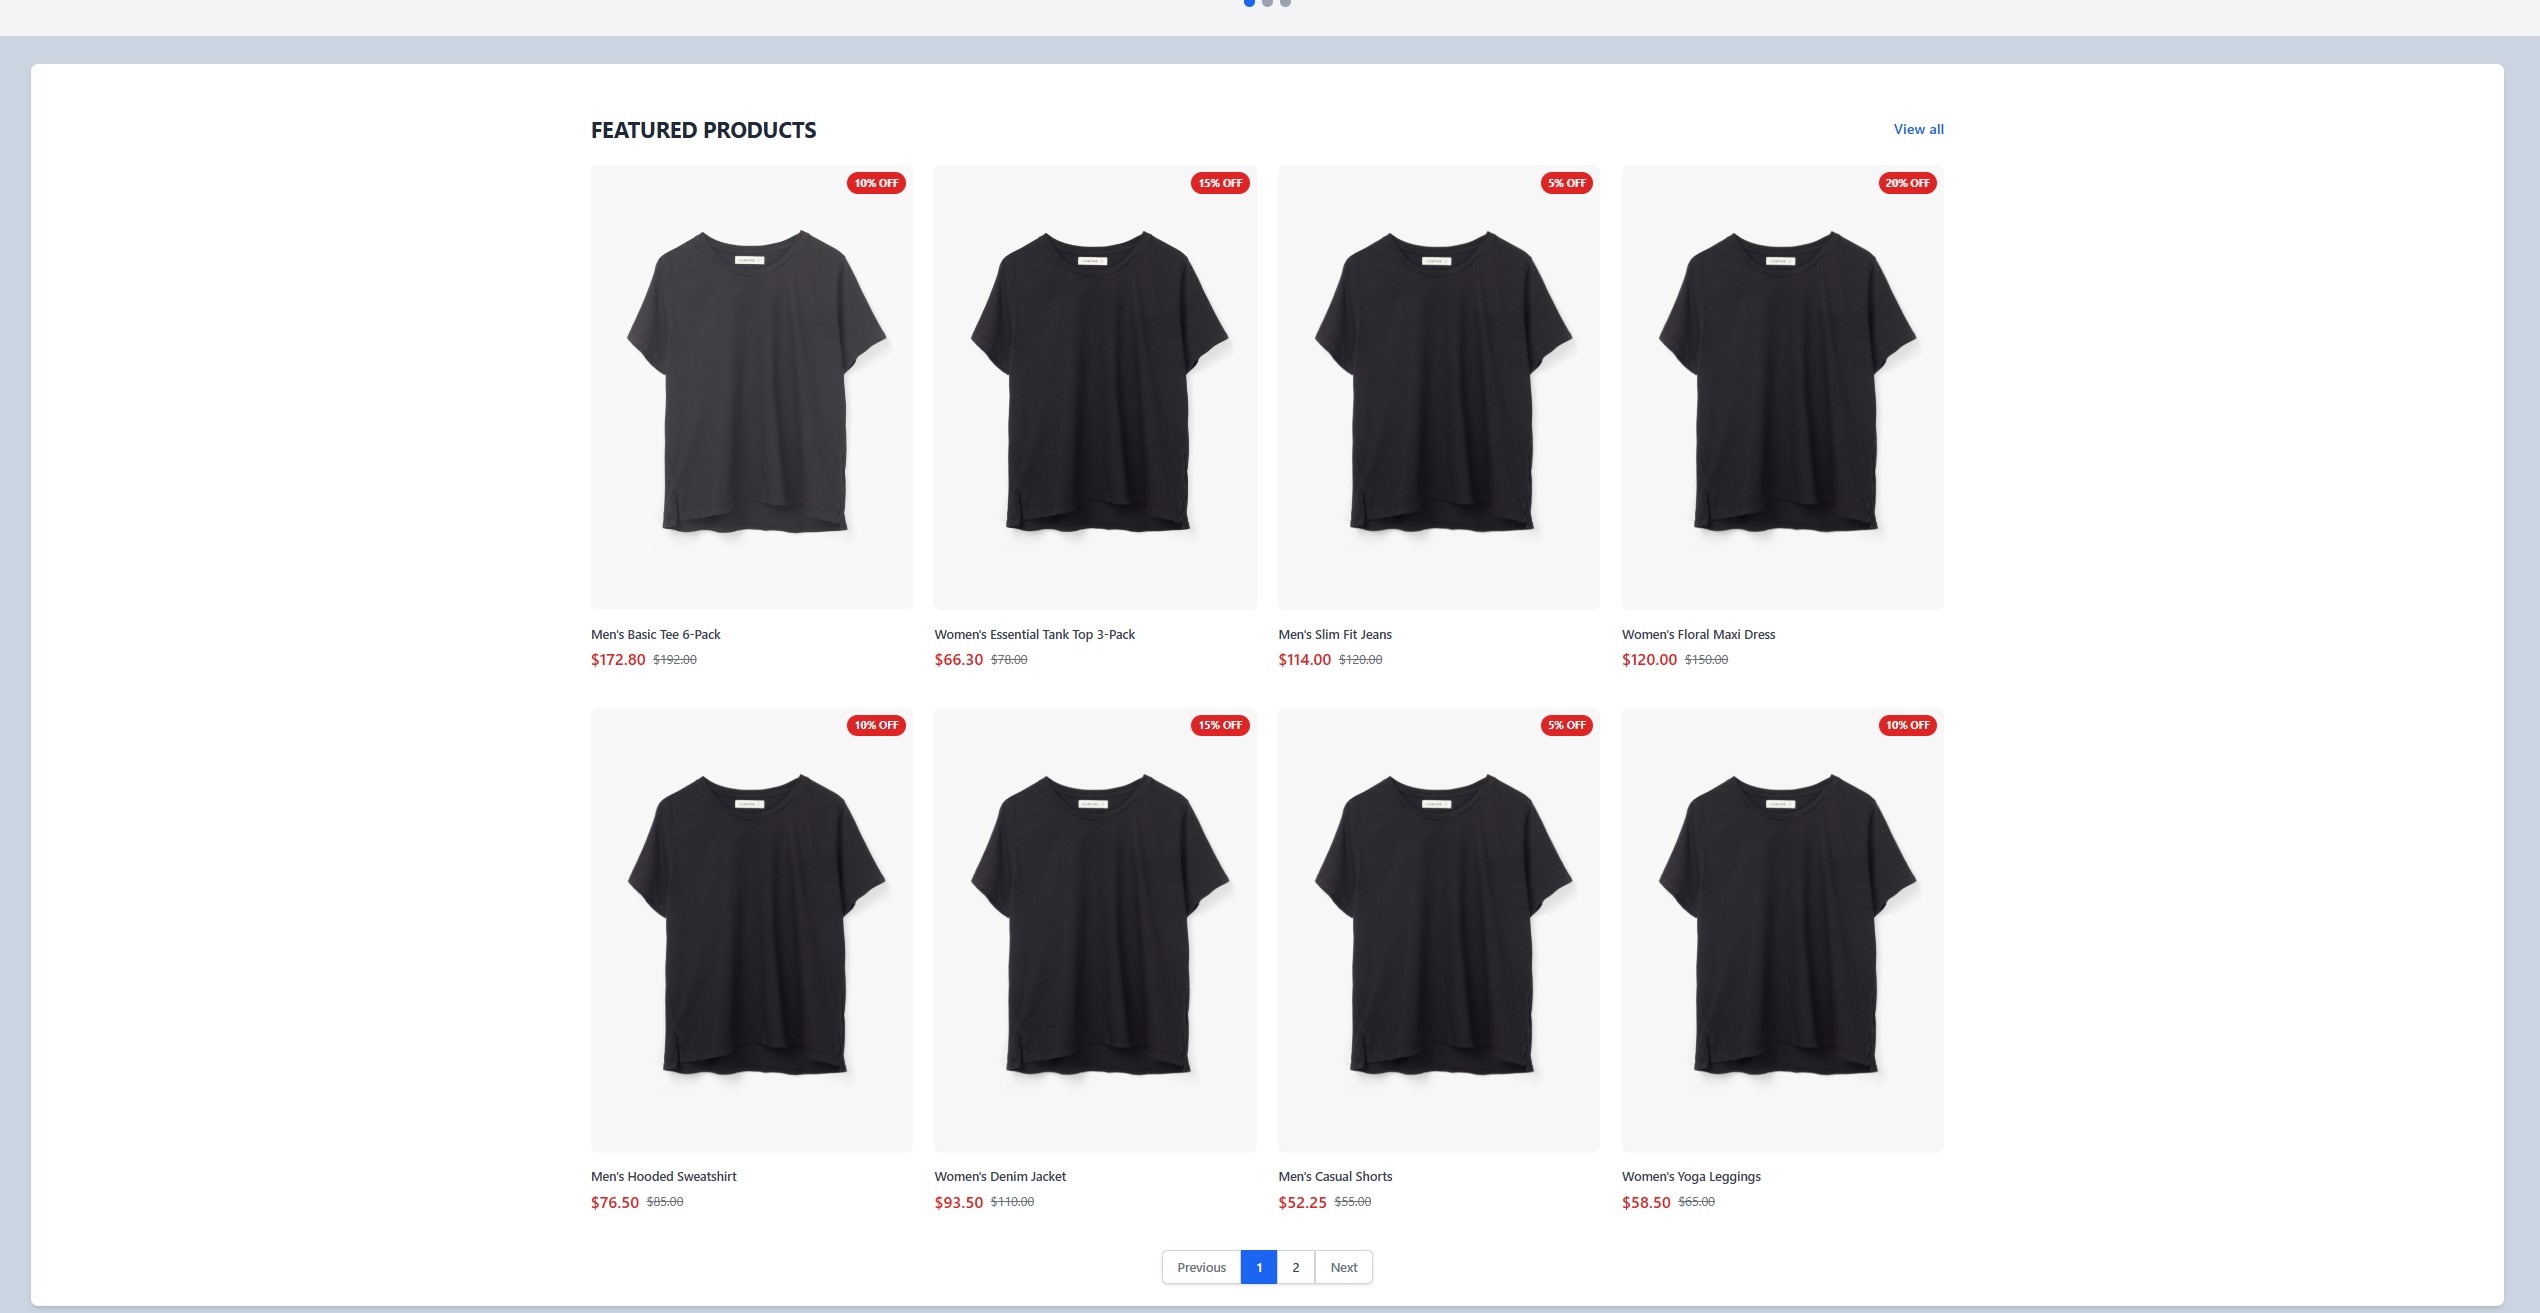 FEATURED PRODUCTS
View all
10% OFF
15% OFF
5% OFF
20% OFF
Men's Basic Tee 6-Pack
Women's Essential Tank Top 3-Pack
Men's Slim Fit Jeans
Women's Floral Maxi Dress
$172.80 $192.00
$66.30 $78.00
$114.00 $120.00
$120.00 $150.00
10% OFF
15% OFF
5% OFF
10% OFF
Men's Hooded Sweatshirt
Women's Denim Jacket
Men's Casual Shorts
Women's Yoga Leggings
$76.50 $85.00
$93.50 $110.00
$52.25 $55.00
$58.50 $65.00
Previous
1
2
Next